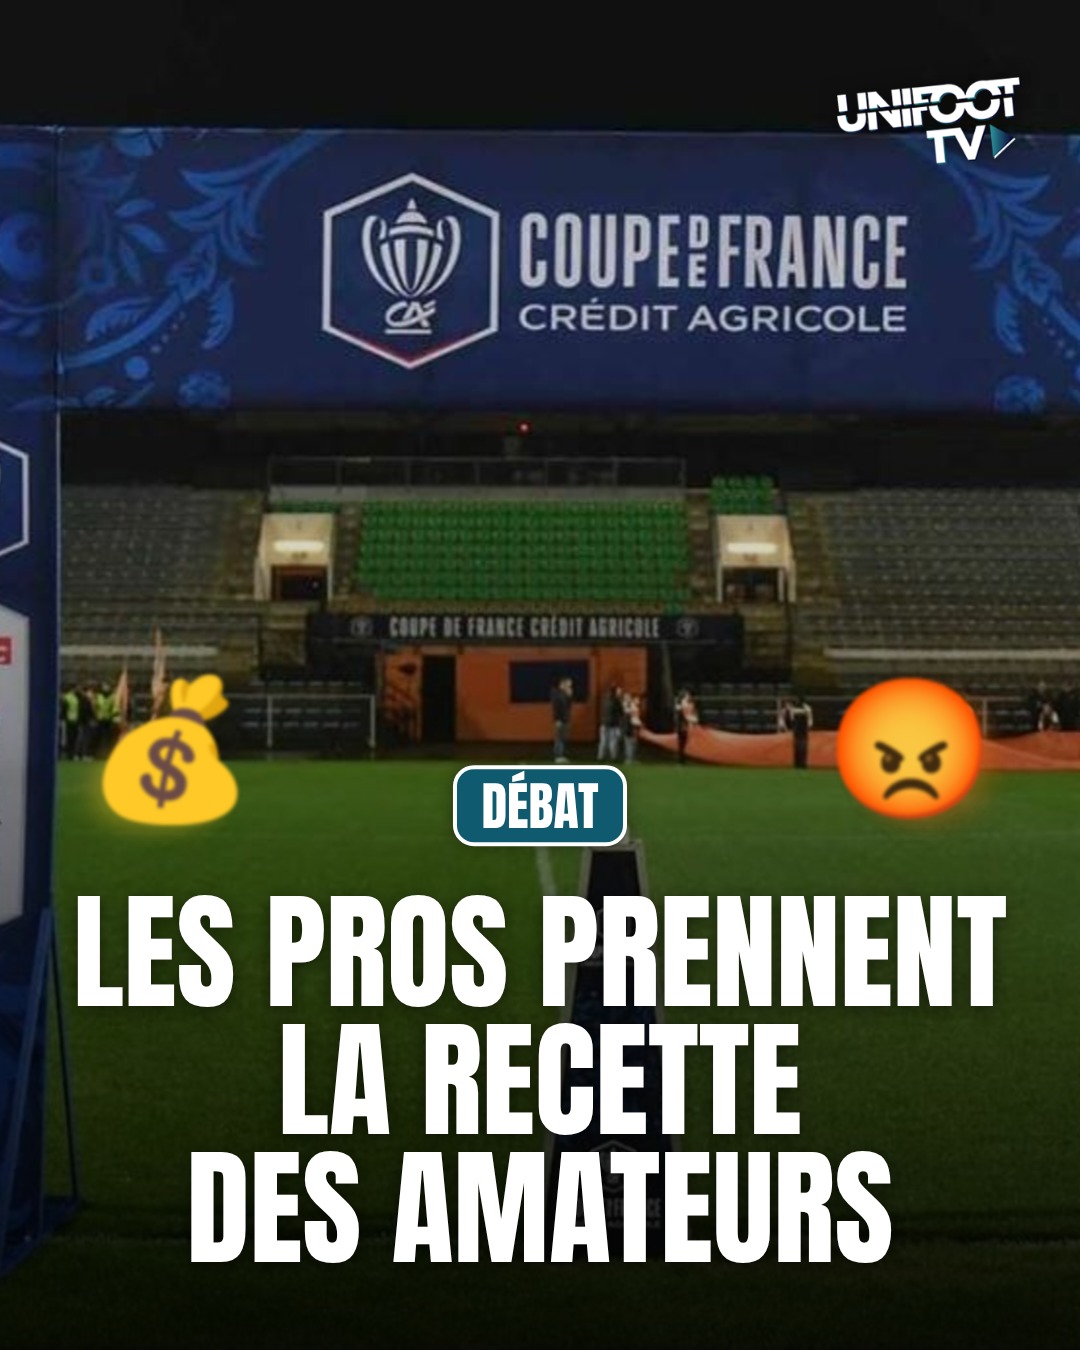 UNIFOOT
TV
COUPE DE FRANCE
CRÉDIT AGRICOLE
CA
COUPE DE FRANCE CRÉDIT AGRICOLE
DÉBAT
LES PROS PRENNENT
LA RECETTE
DES AMATEURS